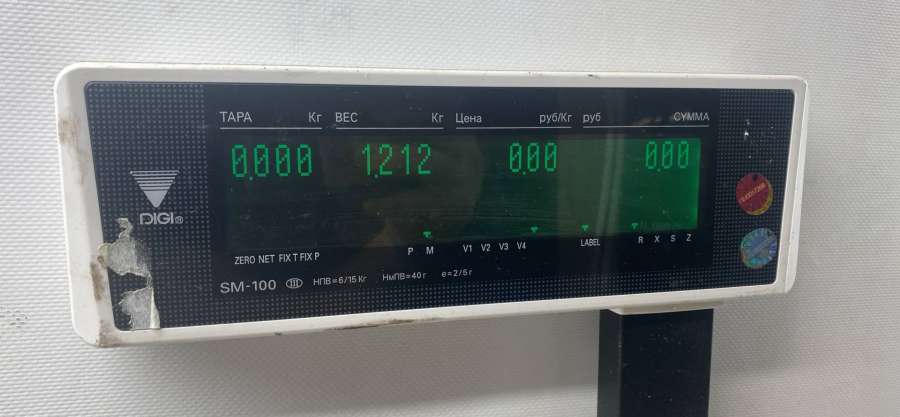 ТАРА Кг ВЕС Кг Цена руб/Кг руб СУММА
0.000 1.212 0.00 0.00
DIGI®
P M V1 V2 V3 V4 LABEL R X S Z
ZERO NET FIX T FIX P
SM-100 III НПВ=6/15 Кг НмПВ=40 г e=2/5 г